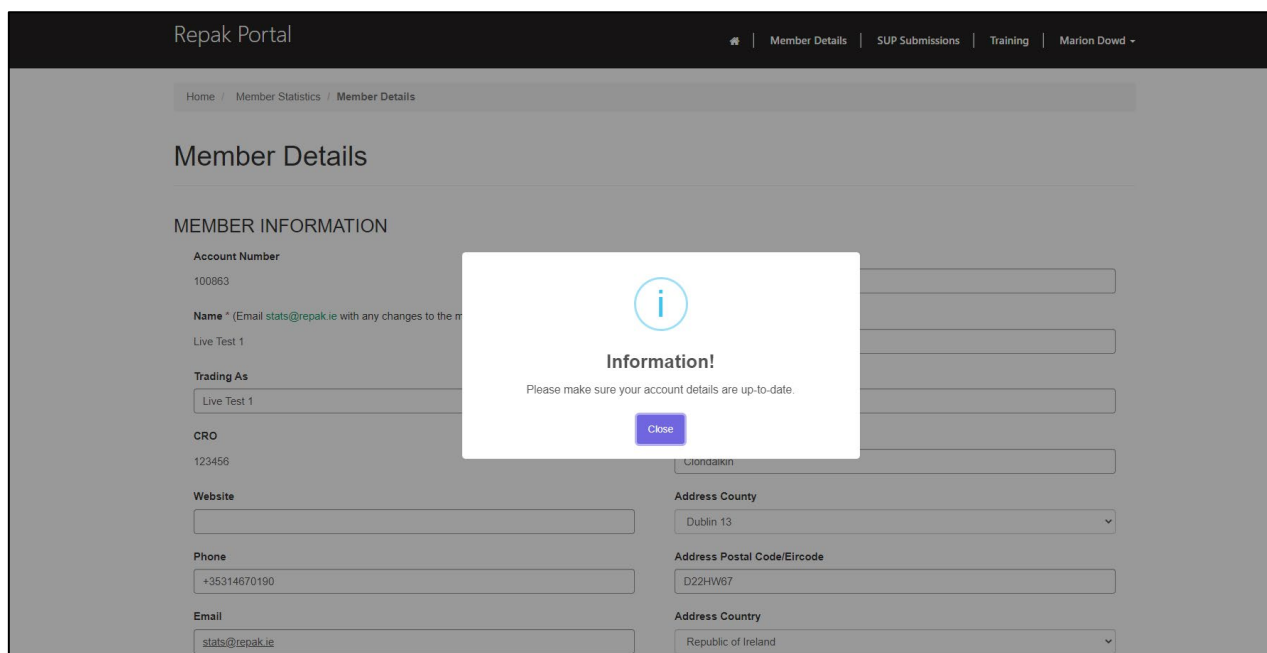 Repak Portal
Member Details
SUP Submissions
Training
Marion Dowd
Home / Member Statistics / Member Details
Member Details
MEMBER INFORMATION
Account Number
100863
Name * (Email stats@repak.ie with any changes to the m
Live Test 1
Trading As
Live Test 1
CRO
123456
Website
Phone
+35314670190
Email
stats@repak.ie
i
Information!
Please make sure your account details are up-to-date.
Close
Clondalkin
Address County
Dublin 13
Address Postal Code/Eircode
D22HW67
Address Country
Republic of Ireland